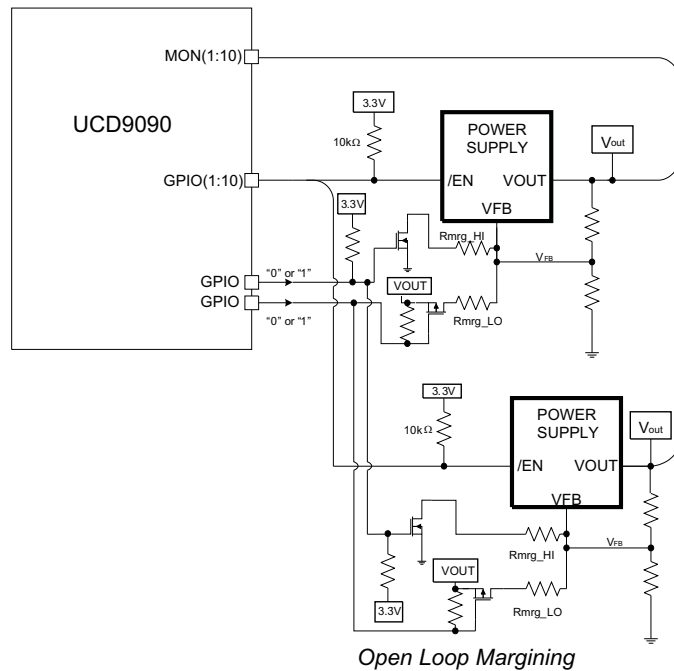 MON(1:10)
UCD9090
3.3V
10kΩ
POWER SUPPLY
Vout
GPIO(1:10)
/EN
VOUT
VFB
3.3V
Rmrg_HI
VFB
GPIO
"0" or "1"
VOUT
GPIO
"0" or "1"
Rmrg_LO
3.3V
10kΩ
POWER SUPPLY
Vout
/EN
VOUT
VFB
Rmrg_HI
VFB
VOUT
3.3V
Rmrg_LO
Open Loop Margining